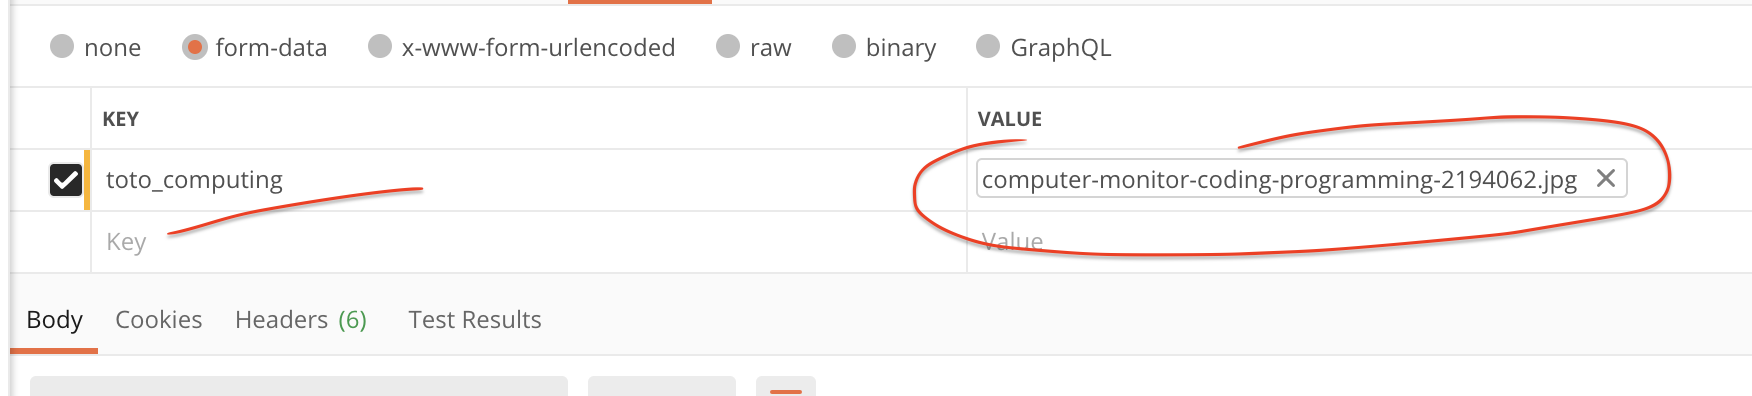 none form-data x-www-form-urlencoded raw binary GraphQL
KEY VALUE
toto_computing computer-monitor-coding-programming-2194062.jpg
Key Value
Body Cookies Headers (6) Test Results